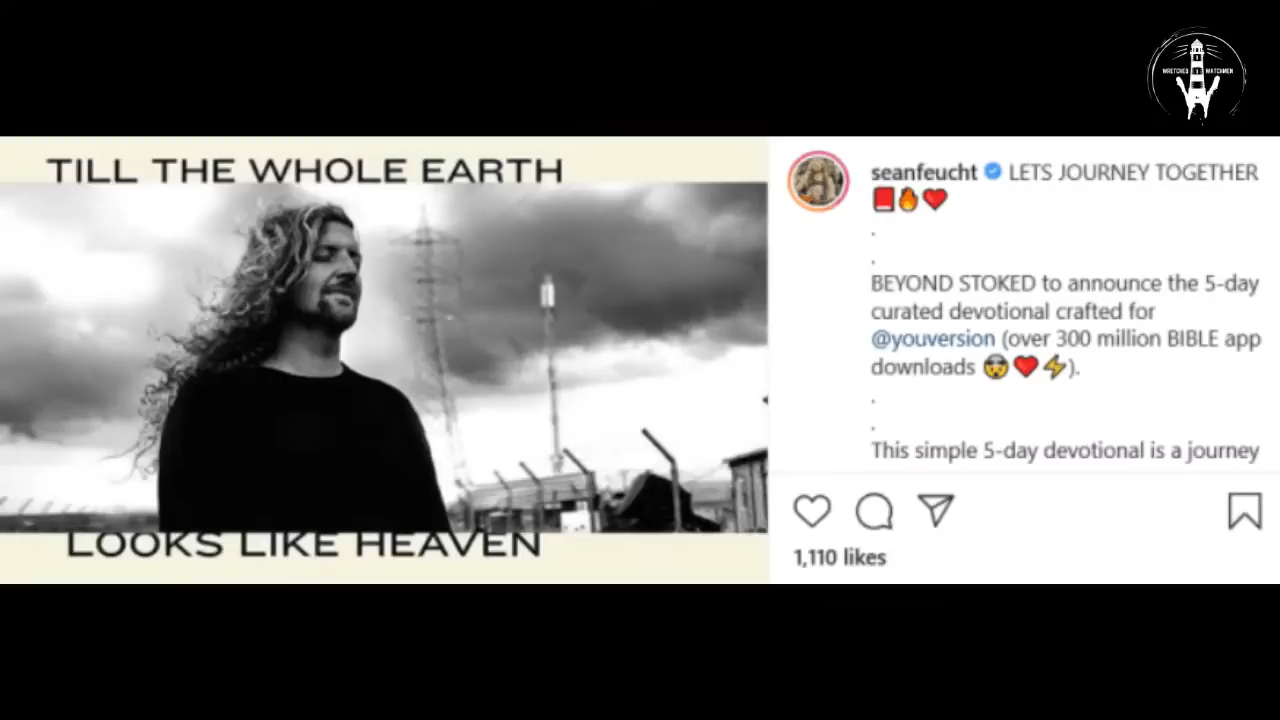 WRETCHED WATCHMEN
TILL THE WHOLE EARTH
LOOKS LIKE HEAVEN
seanfeucht LETS JOURNEY TOGETHER
.
.
BEYOND STOKED to announce the 5-day
curated devotional crafted for
@youversion (over 300 million BIBLE app
downloads 🤯❤️⚡).
.
.
This simple 5-day devotional is a journey
1,110 likes